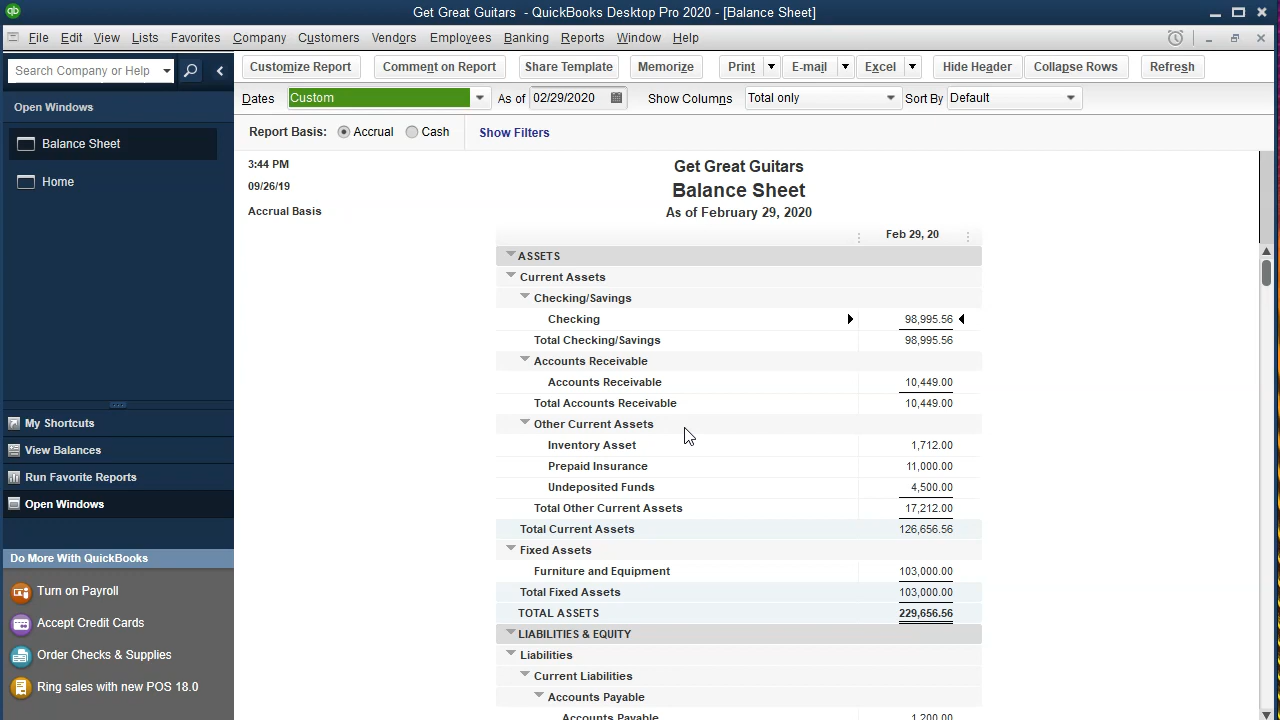 Get Great Guitars - QuickBooks Desktop Pro 2020 - [Balance Sheet]
File Edit View Lists Favorites Company Customers Vendors Employees Banking Reports Window Help
Search Company or Help
Customize Report Comment on Report Share Template Memorize Print E-mail Excel Hide Header Collapse Rows Refresh
Dates Custom As of 02/29/2020 Show Columns Total only Sort By Default
Report Basis: Accrual Cash Show Filters
Open Windows
Balance Sheet
Home
My Shortcuts
View Balances
Run Favorite Reports
Open Windows
Do More With QuickBooks
Turn on Payroll
Accept Credit Cards
Order Checks & Supplies
Ring sales with new POS 18.0
3:44 PM
09/26/19
Accrual Basis
Get Great Guitars
Balance Sheet
As of February 29, 2020
Feb 29, 20
ASSETS
Current Assets
Checking/Savings
Checking 98,995.56
Total Checking/Savings 98,995.56
Accounts Receivable
Accounts Receivable 10,449.00
Total Accounts Receivable 10,449.00
Other Current Assets
Inventory Asset 1,712.00
Prepaid Insurance 11,000.00
Undeposited Funds 4,500.00
Total Other Current Assets 17,212.00
Total Current Assets 126,656.56
Fixed Assets
Furniture and Equipment 103,000.00
Total Fixed Assets 103,000.00
TOTAL ASSETS 229,656.56
LIABILITIES & EQUITY
Liabilities
Current Liabilities
Accounts Payable
Accounts Payable 1,200.00